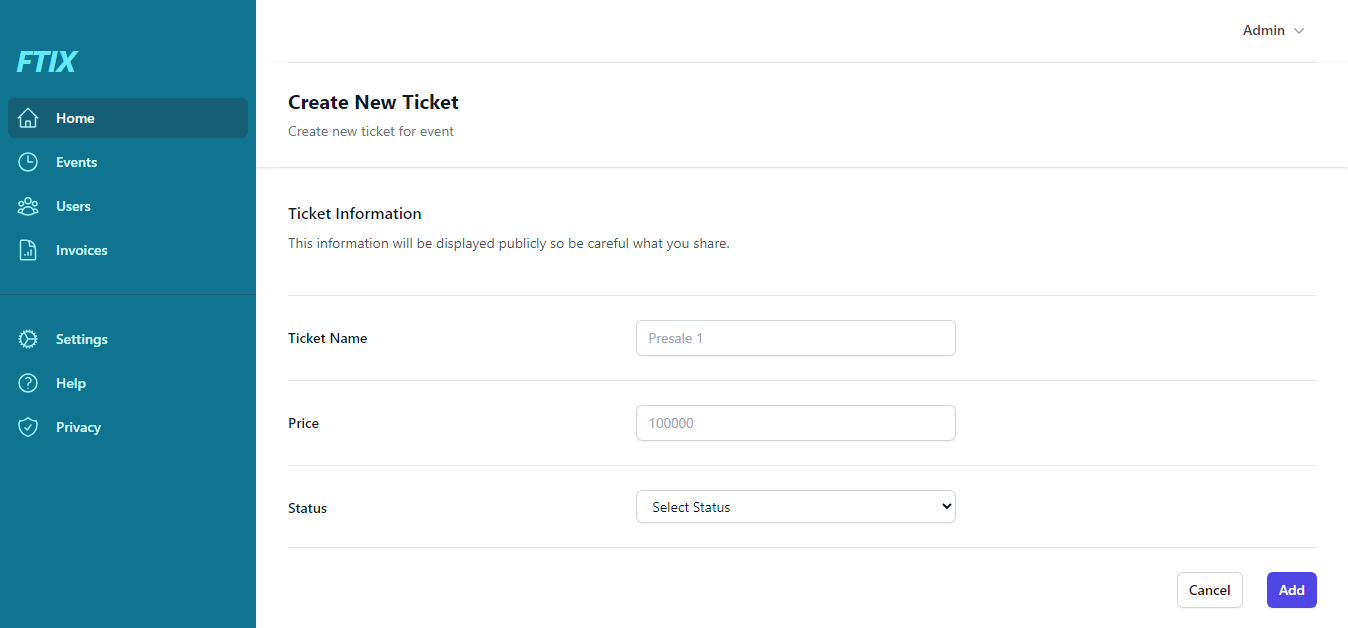 FTIX
Home
Events
Users
Invoices
Settings
Help
Privacy
Admin
Create New Ticket
Create new ticket for event
Ticket Information
This information will be displayed publicly so be careful what you share.
Ticket Name
Presale 1
Price
100000
Status
Select Status
Cancel
Add